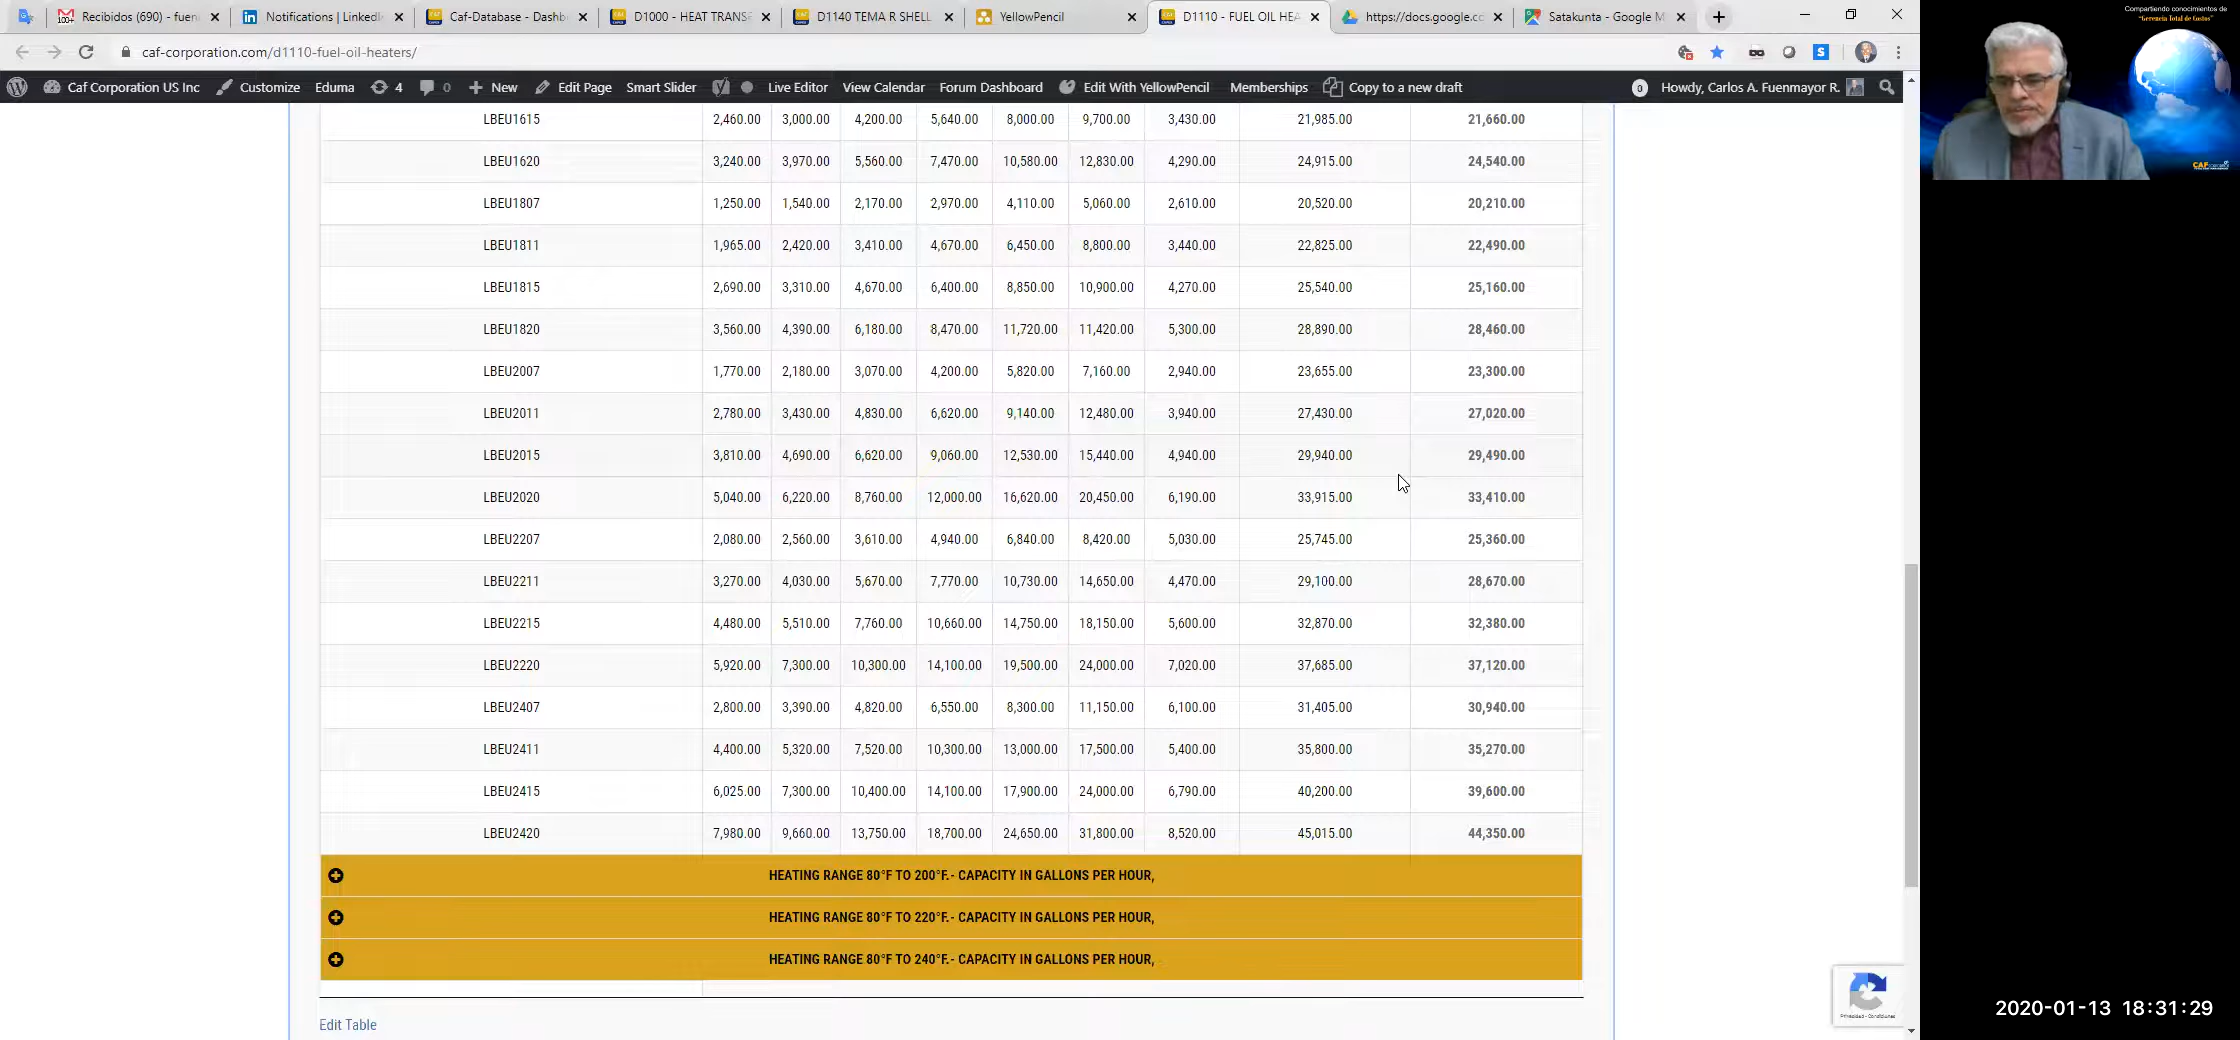 Recibidos (690) - fuen
Notifications | LinkedI
Caf-Database - Dashb
D1000 - HEAT TRANS
D1140 TEMA R SHELL
YellowPencil
D1110 - FUEL OIL HEA
https://docs.google.co
Satakunta - Google M
caf-corporation.com/d1110-fuel-oil-heaters/
Caf Corporation US Inc Customize Eduma 4 0 New Edit Page Smart Slider Live Editor View Calendar Forum Dashboard Edit With YellowPencil Memberships Copy to a new draft 0 Howdy, Carlos A. Fuenmayor R.
LBEU1615 2,460.00 3,000.00 4,200.00 5,640.00 8,000.00 9,700.00 3,430.00 21,985.00 21,660.00
LBEU1620 3,240.00 3,970.00 5,560.00 7,470.00 10,580.00 12,830.00 4,290.00 24,915.00 24,540.00
LBEU1807 1,250.00 1,540.00 2,170.00 2,970.00 4,110.00 5,060.00 2,610.00 20,520.00 20,210.00
LBEU1811 1,965.00 2,420.00 3,410.00 4,670.00 6,450.00 8,800.00 3,440.00 22,825.00 22,490.00
LBEU1815 2,690.00 3,310.00 4,670.00 6,400.00 8,850.00 10,900.00 4,270.00 25,540.00 25,160.00
LBEU1820 3,560.00 4,390.00 6,180.00 8,470.00 11,720.00 11,420.00 5,300.00 28,890.00 28,460.00
LBEU2007 1,770.00 2,180.00 3,070.00 4,200.00 5,820.00 7,160.00 2,940.00 23,655.00 23,300.00
LBEU2011 2,780.00 3,430.00 4,830.00 6,620.00 9,140.00 12,480.00 3,940.00 27,430.00 27,020.00
LBEU2015 3,810.00 4,690.00 6,620.00 9,060.00 12,530.00 15,440.00 4,940.00 29,940.00 29,490.00
LBEU2020 5,040.00 6,220.00 8,760.00 12,000.00 16,620.00 20,450.00 6,190.00 33,915.00 33,410.00
LBEU2207 2,080.00 2,560.00 3,610.00 4,940.00 6,840.00 8,420.00 5,030.00 25,745.00 25,360.00
LBEU2211 3,270.00 4,030.00 5,670.00 7,770.00 10,730.00 14,650.00 4,470.00 29,100.00 28,670.00
LBEU2215 4,480.00 5,510.00 7,760.00 10,660.00 14,750.00 18,150.00 5,600.00 32,870.00 32,380.00
LBEU2220 5,920.00 7,300.00 10,300.00 14,100.00 19,500.00 24,000.00 7,020.00 37,685.00 37,120.00
LBEU2407 2,800.00 3,390.00 4,820.00 6,550.00 8,300.00 11,150.00 6,100.00 31,405.00 30,940.00
LBEU2411 4,400.00 5,320.00 7,520.00 10,300.00 13,000.00 17,500.00 5,400.00 35,800.00 35,270.00
LBEU2415 6,025.00 7,300.00 10,400.00 14,100.00 17,900.00 24,000.00 6,790.00 40,200.00 39,600.00
LBEU2420 7,980.00 9,660.00 13,750.00 18,700.00 24,650.00 31,800.00 8,520.00 45,015.00 44,350.00
HEATING RANGE 80°F TO 200°F.- CAPACITY IN GALLONS PER HOUR,
HEATING RANGE 80°F TO 220°F.- CAPACITY IN GALLONS PER HOUR,
HEATING RANGE 80°F TO 240°F.- CAPACITY IN GALLONS PER HOUR,
Edit Table
Privacidad - Condiciones
Compartiendo conocimientos de
"Gerencia Total de Costos"
CAF
2020-01-13 18:31:29